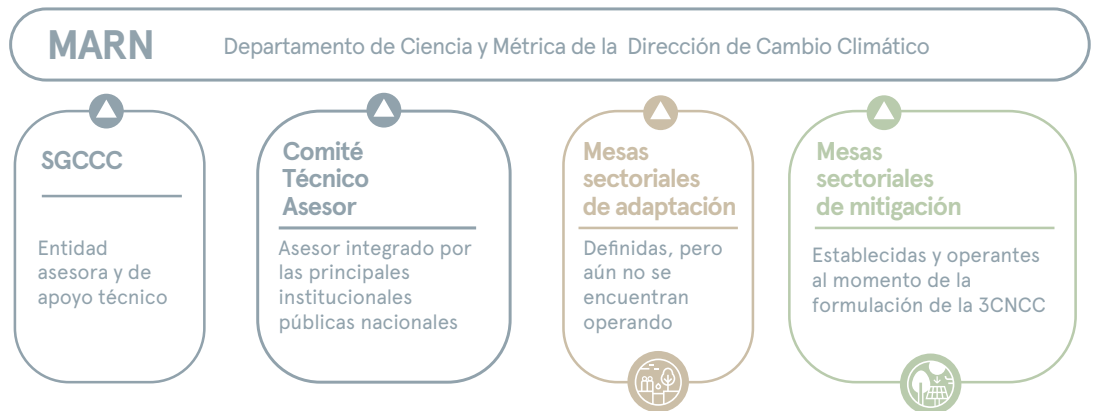 MARN Departamento de Ciencia y Métrica de la Dirección de Cambio Climático
SGCCC
Entidad
asesora y de
apoyo técnico
Comité
Técnico
Asesor
Asesor integrado por
las principales
institucionales
públicas nacionales
Mesas
sectoriales
de adaptación
Definidas, pero
aún no se
encuentran
operando
Mesas
sectoriales
de mitigación
Establecidas y operantes
al momento de la
formulación de la 3CNCC